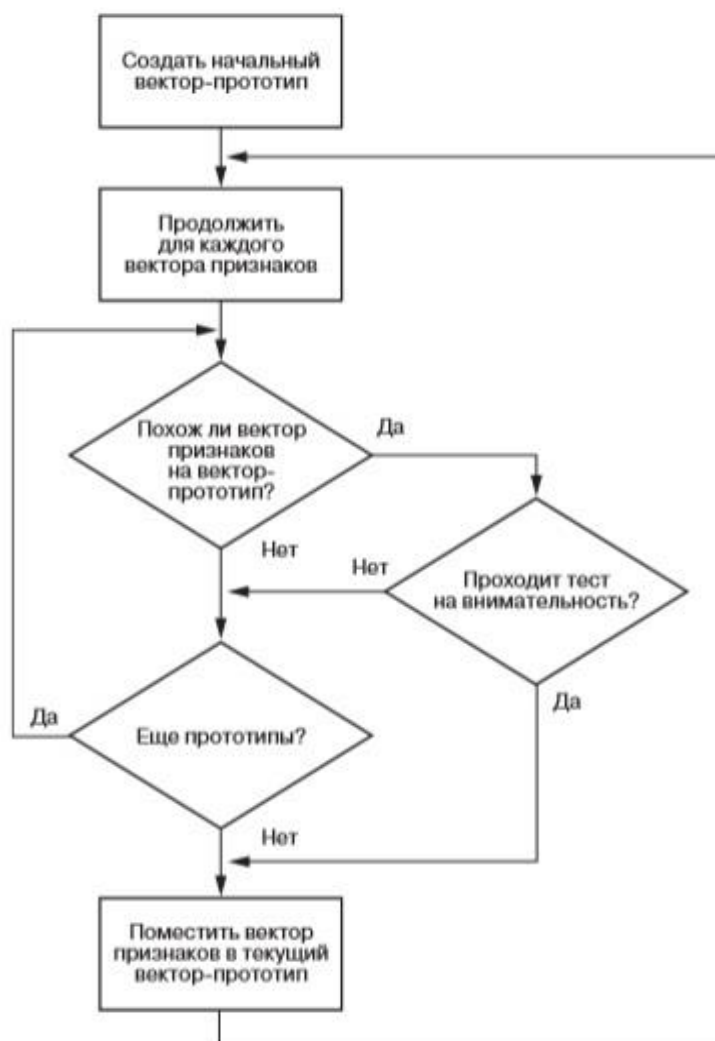 Создать начальный
вектор-прототип
Продолжить
для каждого
вектора признаков
Похож ли вектор
признаков
на вектор-
прототип?
Да
Нет
Нет
Проходит тест
на внимательность?
Да
Еще прототипы?
Да
Нет
Поместить вектор
признаков в текущий
вектор-прототип